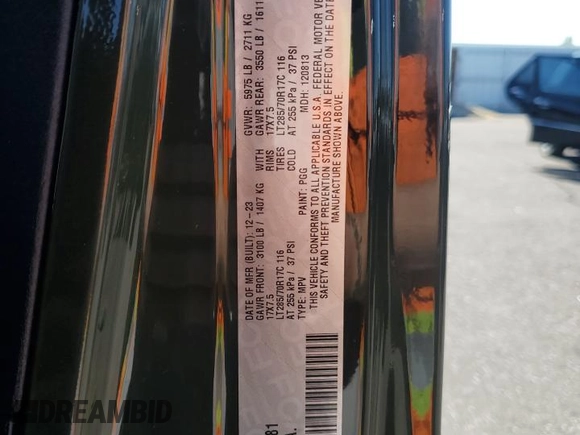 DATE OF MFR (BUILT): 12-23 GVWR: 5975 LB / 2711 KG
GAWR FRONT: 3100 LB / 1407 KG WITH GAWR REAR: 3550 LB / 1611
17X7.5 RIMS 17X7.5
LT285/70R17C 116 TIRES LT285/70R17C 116
AT 255 kPa / 37 PSI COLD AT 255 kPa / 37 PSI
TYPE: MPV PAINT: PGG MDH: 120813
THIS VEHICLE CONFORMS TO ALL APPLICABLE U.S.A. FEDERAL MOTOR VE
SAFETY AND THEFT PREVENTION STANDARDS IN EFFECT ON THE DATE
MANUFACTURE SHOWN ABOVE.
81
A.
DREAMBID